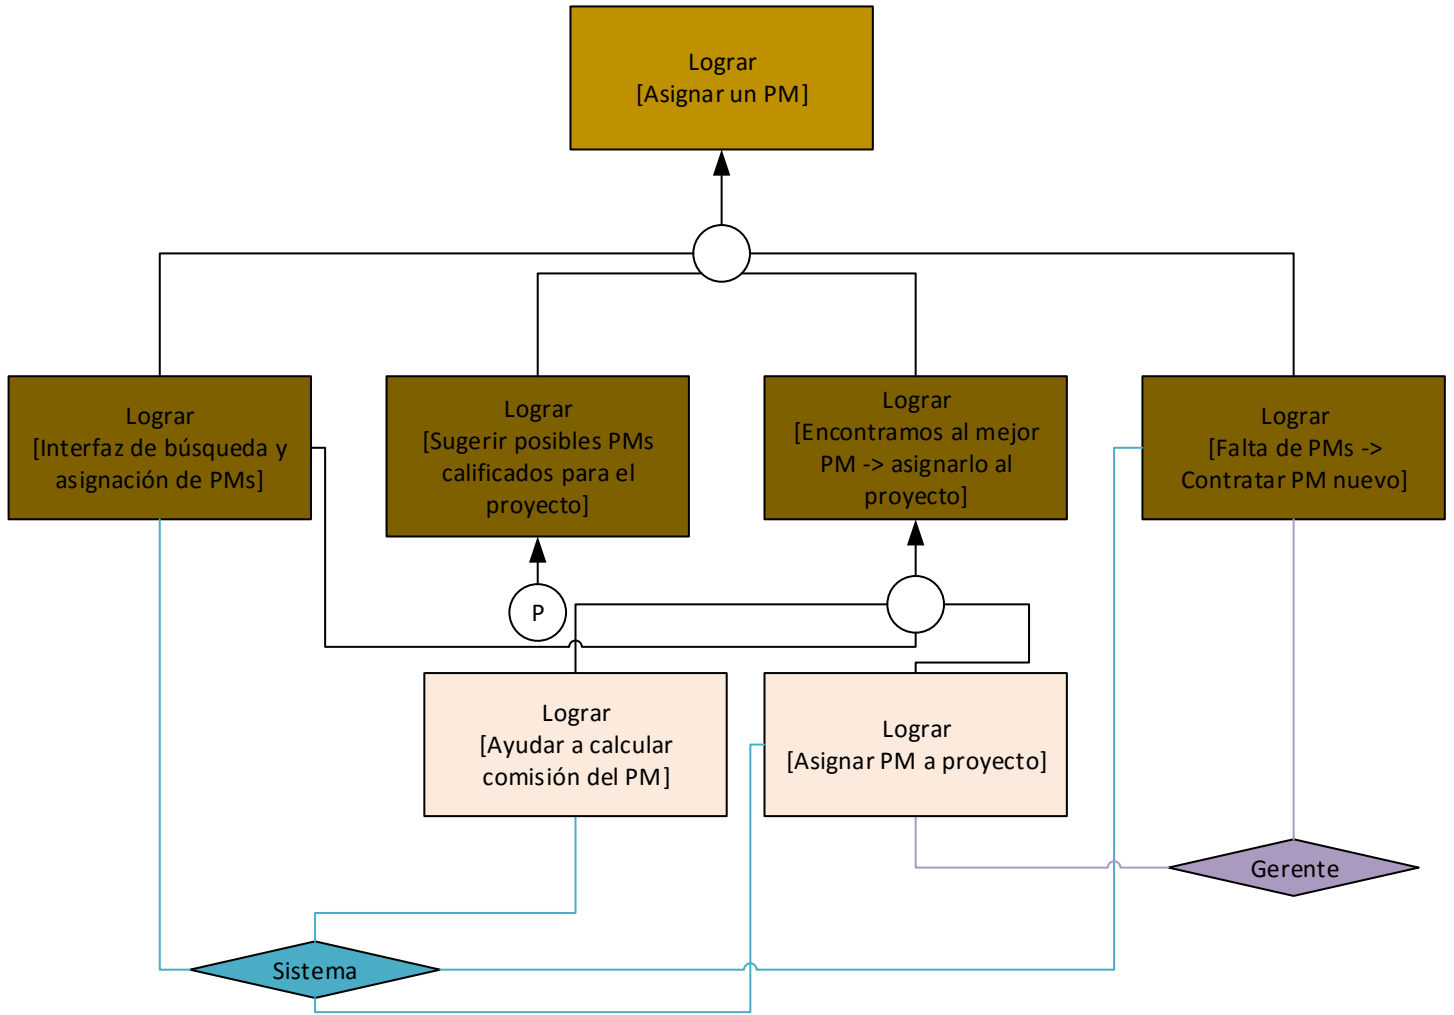 Lograr
[Asignar un PM]
Lograr
[Interfaz de búsqueda y
asignación de PMs]
Lograr
[Sugerir posibles PMs
calificados para el
proyecto]
Lograr
[Encontramos al mejor
PM -> asignarlo al
proyecto]
Lograr
[Falta de PMs ->
Contratar PM nuevo]
P
Lograr
[Ayudar a calcular
comisión del PM]
Lograr
[Asignar PM a proyecto]
Gerente
Sistema